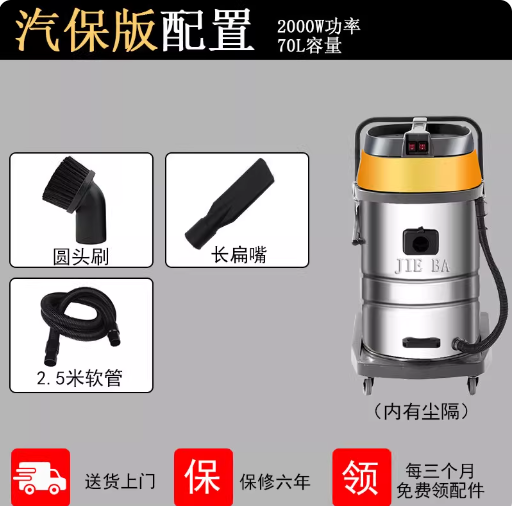 汽保版配置
2000W功率
70L容量
圆头刷
长扁嘴
JIE BA
2.5米软管
(内有尘隔)
送货上门
保
保修六年
领
每三个月
免费领配件